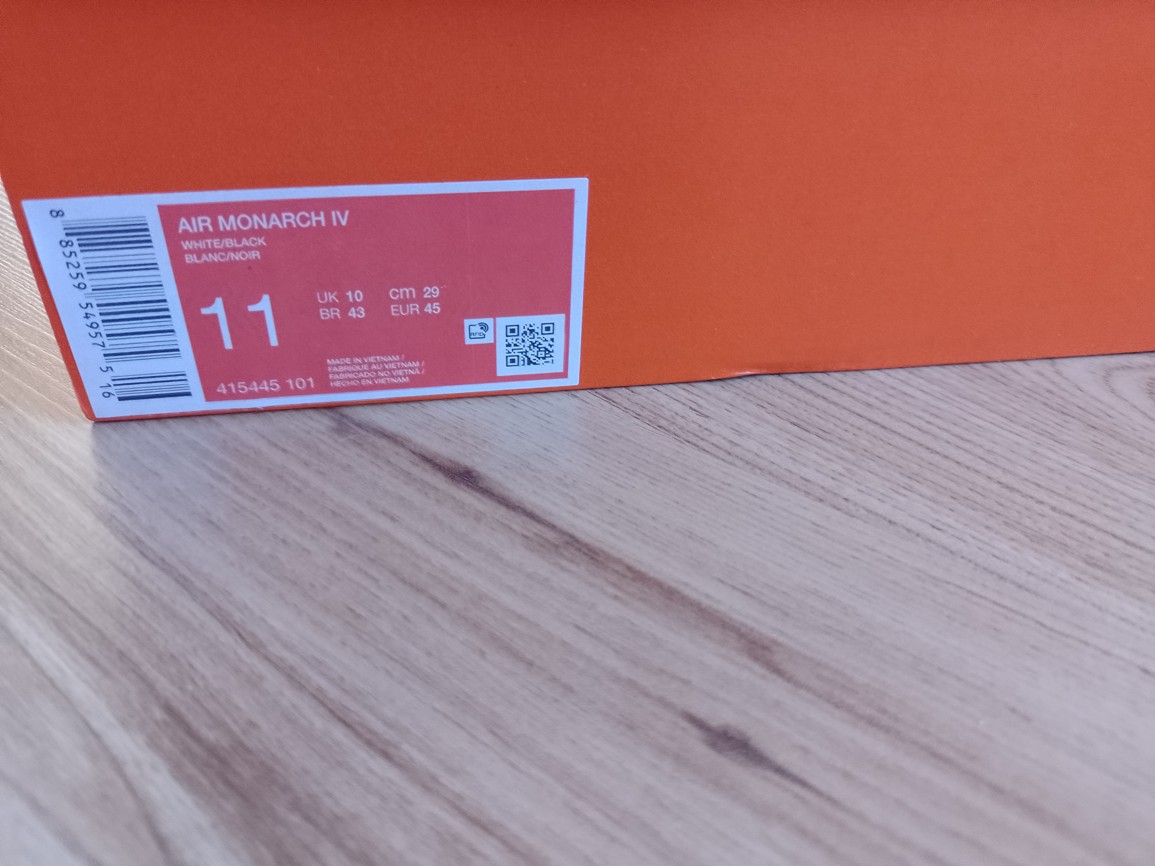 AIR MONARCH IV
WHITE/BLACK
BLANC/NOIR
11
UK 10 cm 29
BR 43 EUR 45
RFID
MADE IN VIETNAM /
FABRIQUE AU VIETNAM /
FABRICADO NO VIETNÃ /
HECHO EN VIETNAM
415445 101
8 85259 54957 5 16